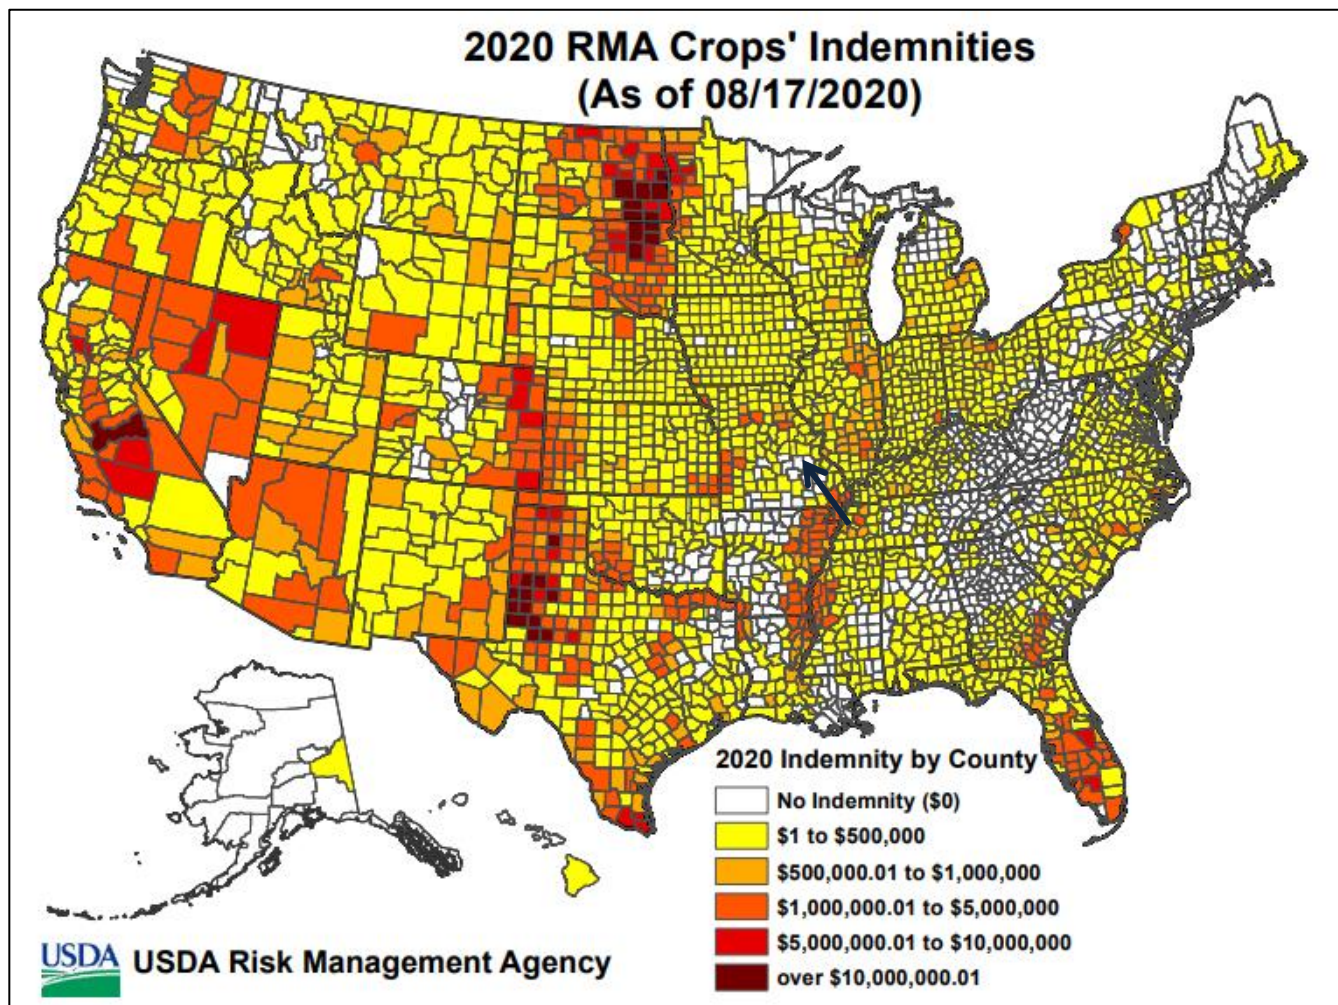 2020 RMA Crops' Indemnities
(As of 08/17/2020)
2020 Indemnity by County
No Indemnity ($0)
$1 to $500,000
$500,000.01 to $1,000,000
$1,000,000.01 to $5,000,000
$5,000,000.01 to $10,000,000
over $10,000,000.01
USDA USDA Risk Management Agency